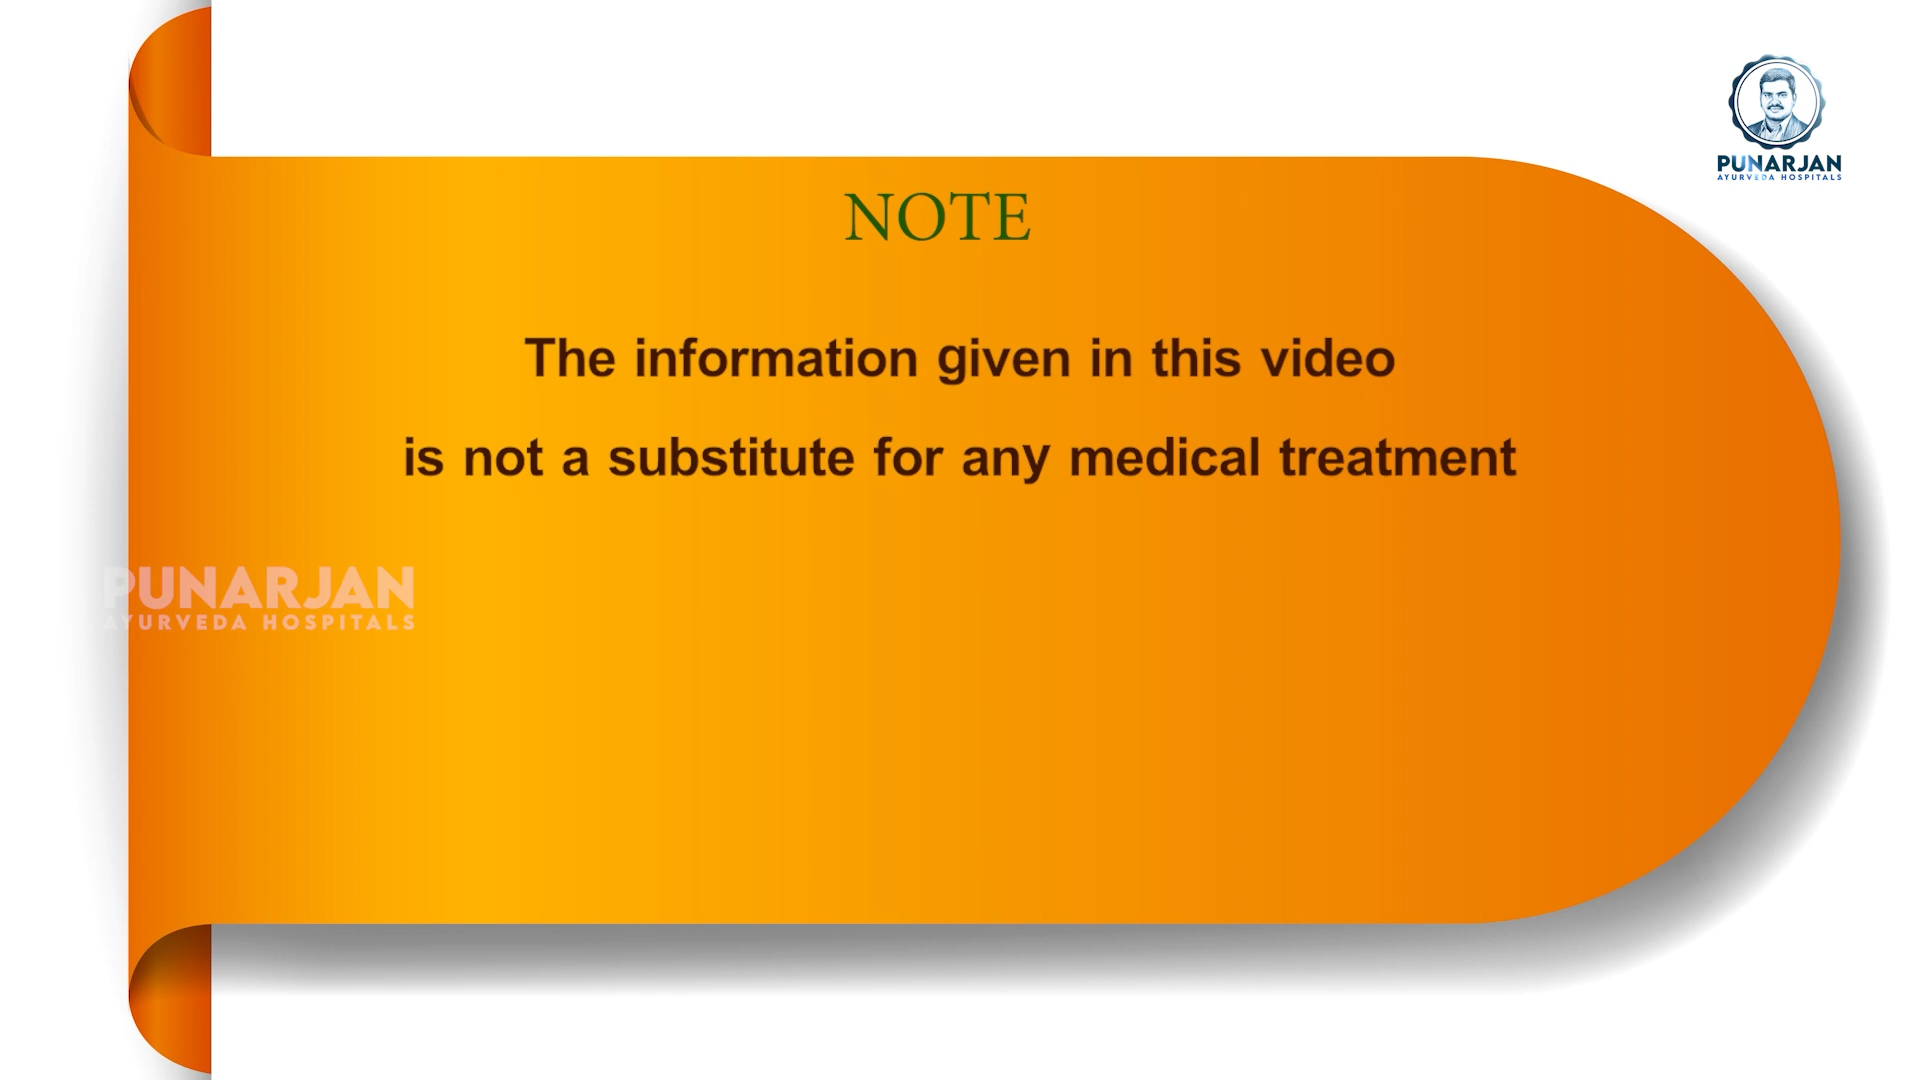 PUNARJAN
AYURVEDA HOSPITALS
NOTE
The information given in this video
is not a substitute for any medical treatment
PUNARJAN
AYURVEDA HOSPITALS